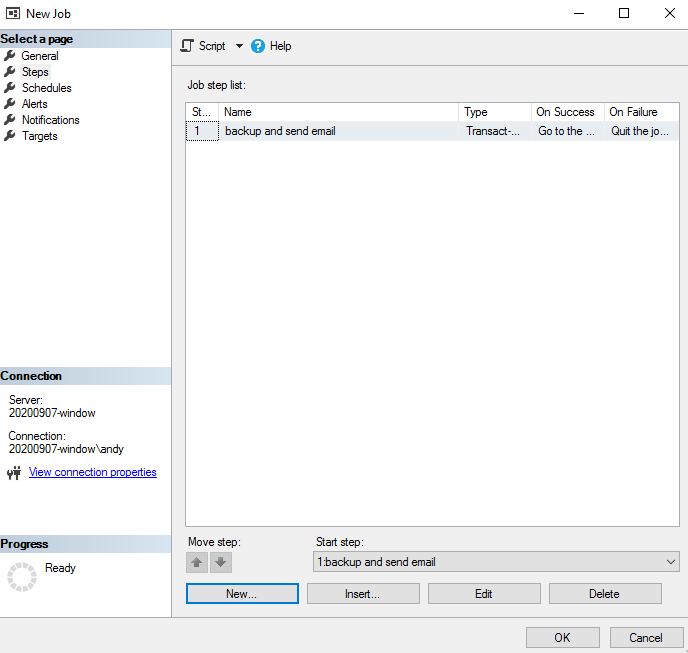 New Job
Select a page
General
Steps
Schedules
Alerts
Notifications
Targets
Connection
Server:
20200907-window
Connection:
20200907-window\andy
View connection properties
Progress
Ready
Script Help
Job step list:
St... Name Type On Success On Failure
1 backup and send email Transact-... Go to the ... Quit the jo...
Move step: Start step:
1:backup and send email
New... Insert... Edit Delete
OK Cancel